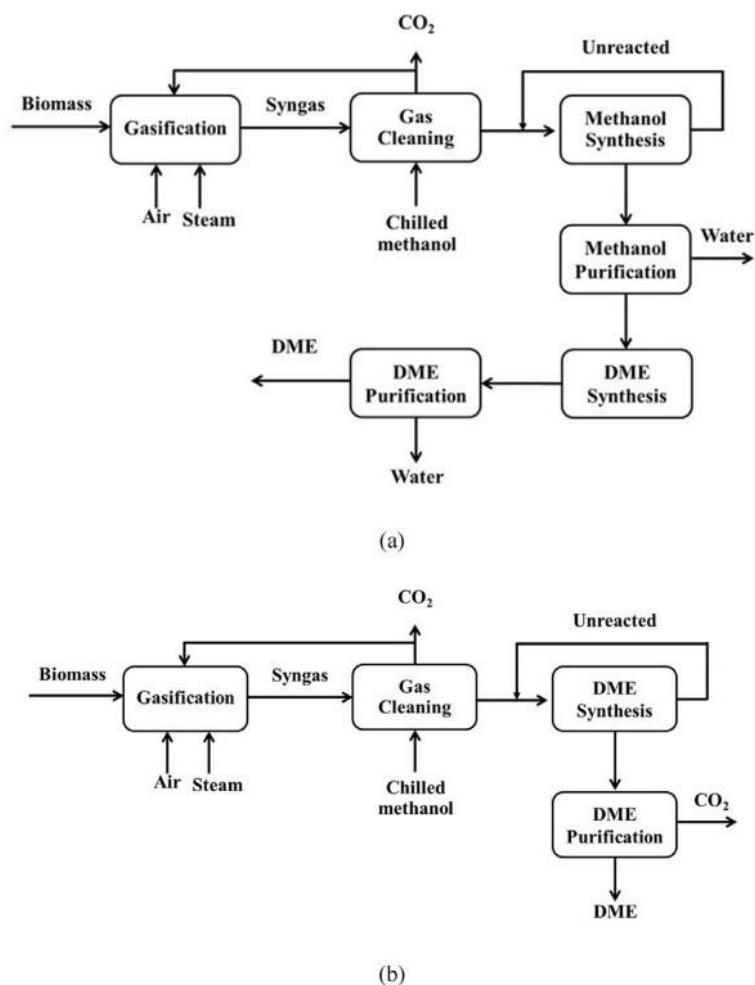 CO₂
Unreacted
Biomass
Syngas
Gasification
Gas
Cleaning
Methanol
Synthesis
Air
Steam
Chilled
methanol
Methanol
Purification
Water
DME
DME
Purification
DME
Synthesis
Water
(a)
CO₂
Unreacted
Biomass
Syngas
Gasification
Gas
Cleaning
DME
Synthesis
Air
Steam
Chilled
methanol
DME
Purification
CO₂
DME
(b)